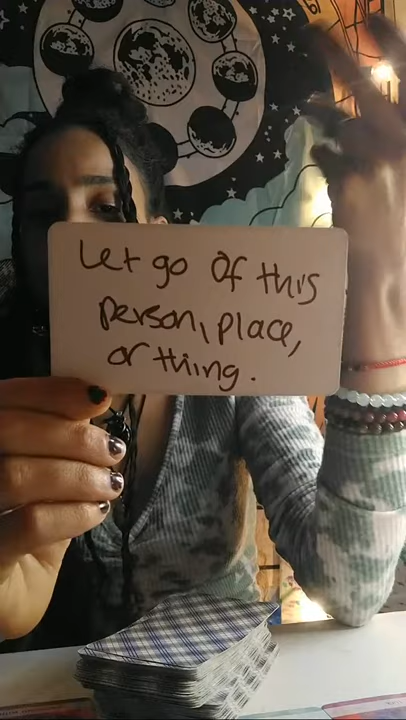 Let go Of this
person, place,
or thing.